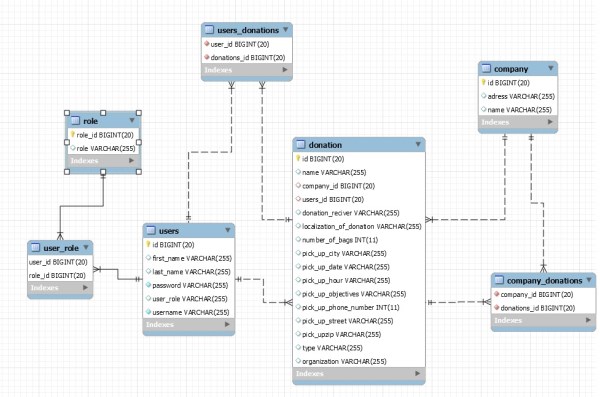 users_donations
user_id BIGINT(20)
donations_id BIGINT(20)
Indexes
company
id BIGINT(20)
adress VARCHAR(255)
name VARCHAR(255)
Indexes
role
role_id BIGINT(20)
role VARCHAR(255)
Indexes
donation
id BIGINT(20)
name VARCHAR(255)
company_id BIGINT(20)
users_id BIGINT(20)
donation_reciver VARCHAR(255)
localization_of_donation VARCHAR(255)
number_of_bags INT(11)
pick_up_city VARCHAR(255)
pick_up_date VARCHAR(255)
pick_up_hour VARCHAR(255)
pick_up_objectives VARCHAR(255)
pick_up_phone_number INT(11)
pick_up_street VARCHAR(255)
pick_upzip VARCHAR(255)
type VARCHAR(255)
organization VARCHAR(255)
Indexes
users
id BIGINT(20)
first_name VARCHAR(255)
last_name VARCHAR(255)
password VARCHAR(255)
user_role VARCHAR(255)
username VARCHAR(255)
Indexes
user_role
user_id BIGINT(20)
role_id BIGINT(20)
Indexes
company_donations
company_id BIGINT(20)
donations_id BIGINT(20)
Indexes